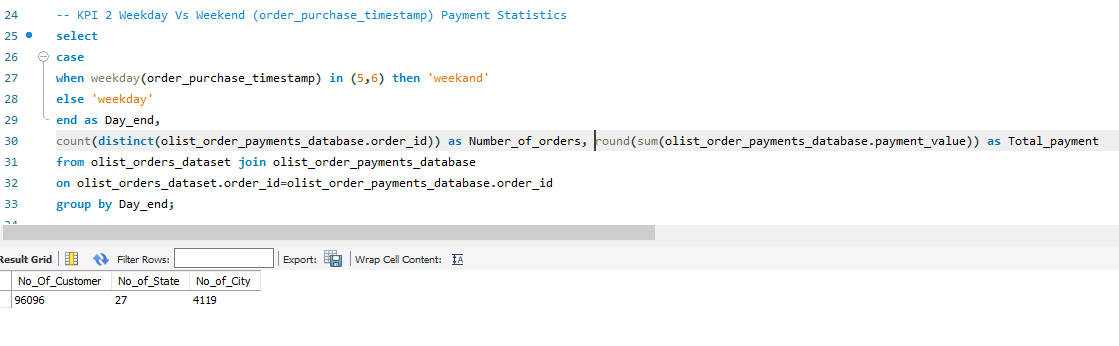 24 -- KPI 2 Weekday Vs Weekend (order_purchase_timestamp) Payment Statistics
25 select
26 case
27 when weekday(order_purchase_timestamp) in (5,6) then 'weekand'
28 else 'weekday'
29 end as Day_end,
30 count(distinct(olist_order_payments_database.order_id)) as Number_of_orders, round(sum(olist_order_payments_database.payment_value)) as Total_payment
31 from olist_orders_dataset join olist_order_payments_database
32 on olist_orders_dataset.order_id=olist_order_payments_database.order_id
33 group by Day_end;
Result Grid Filter Rows: Export: Wrap Cell Content:
No_Of_Customer No_of_State No_of_City
96096 27 4119